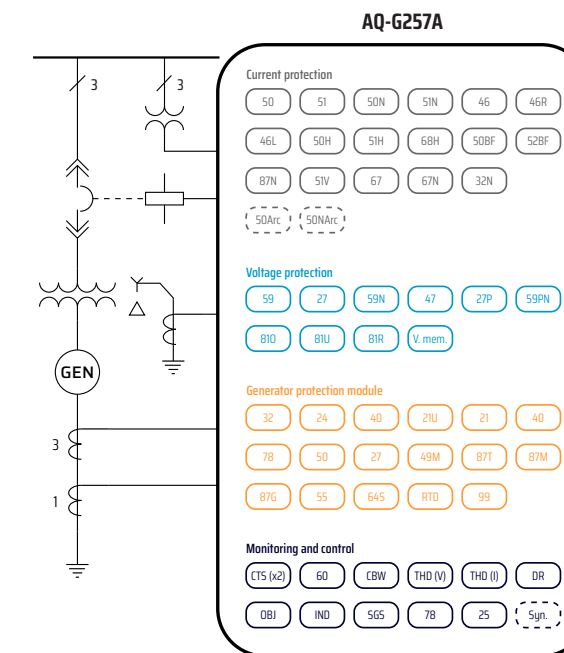 AQ-G257A
3
3
Current protection
50 51 50N 51N 46 46R
46L 50H 51H 68H 50BF 52BF
87N 51V 67 67N 32N
50Arc 50NArc
Voltage protection
59 27 59N 47 27P 59PN
81O 81U 81R V. mem.
GEN
Generator protection module
32 24 40 21U 21 40
78 50 27 49M 87T 87M
87G 55 64S RTD 99
3
1
Monitoring and control
CTS (x2) 60 CBW THD (V) THD (I) DR
OBJ IND SGS 78 25 Syn.